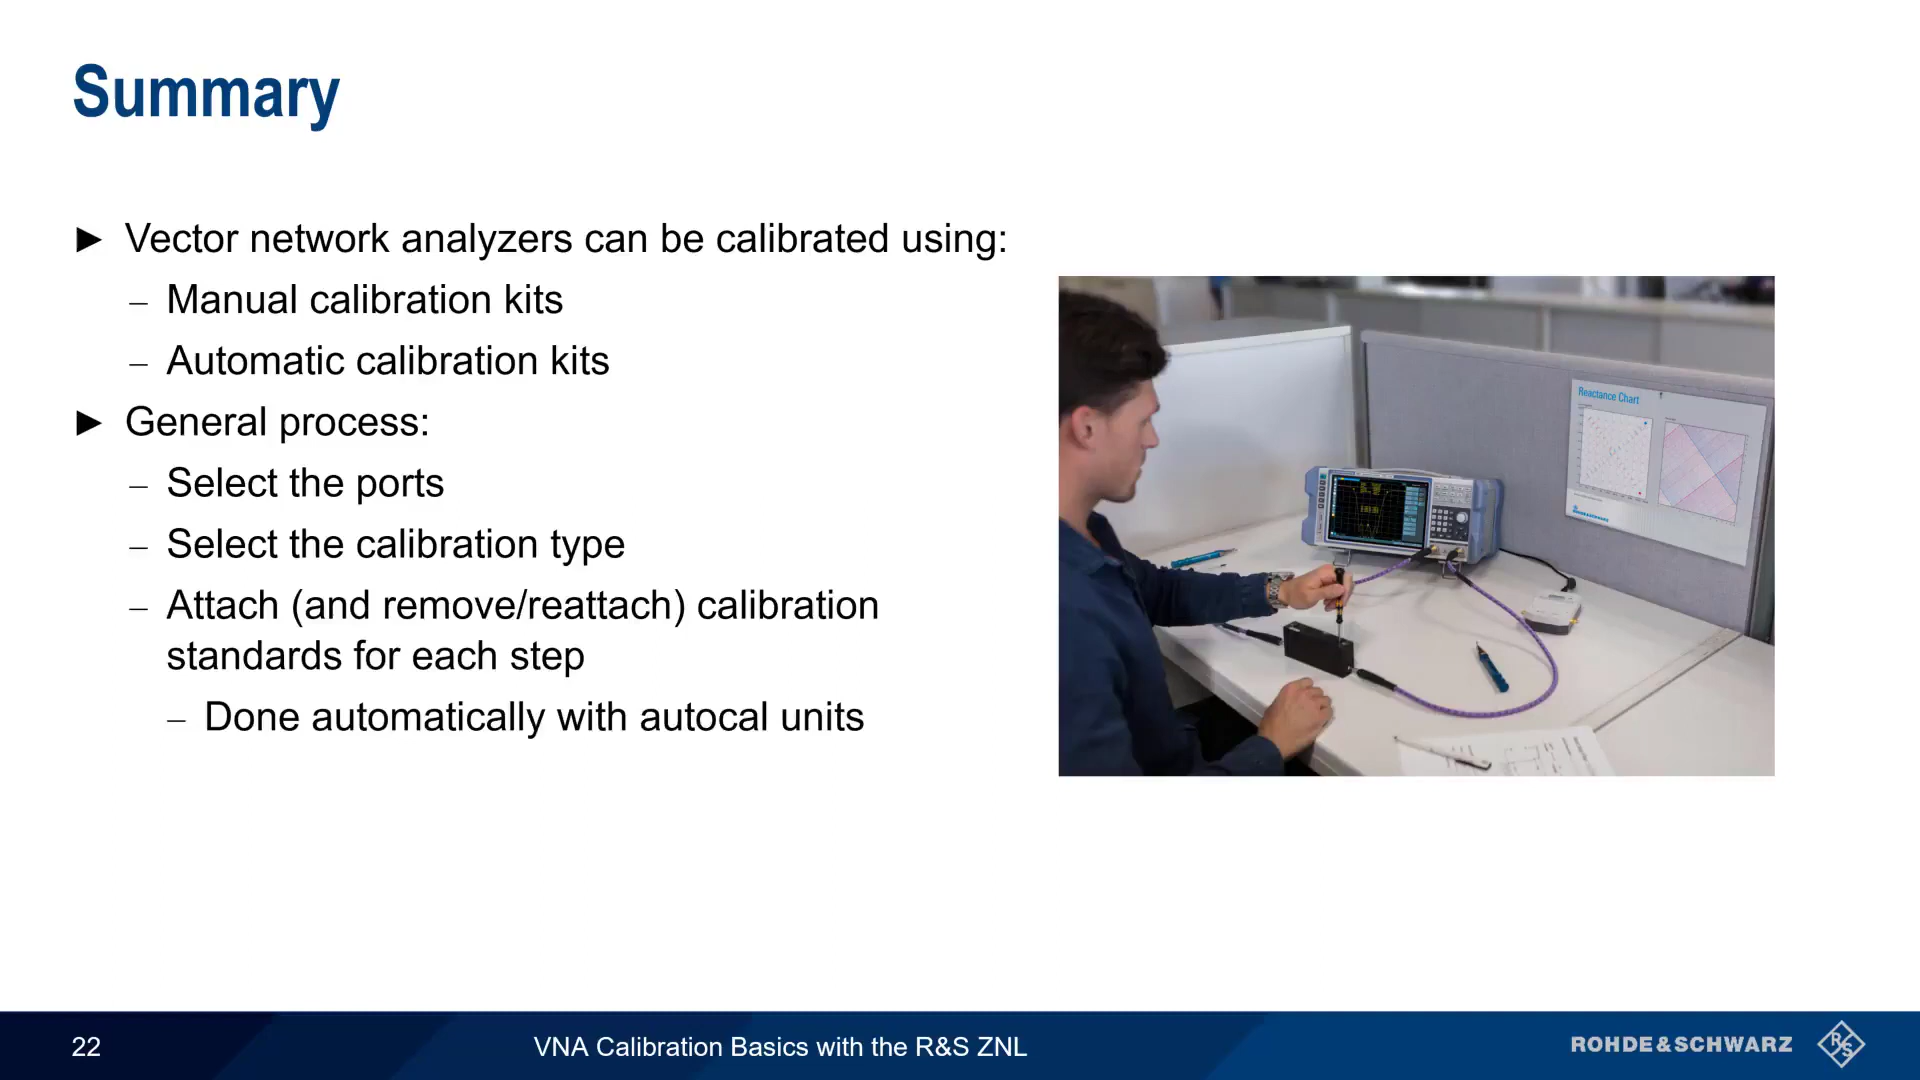 Summary
► Vector network analyzers can be calibrated using:
– Manual calibration kits
– Automatic calibration kits
► General process:
– Select the ports
– Select the calibration type
– Attach (and remove/reattach) calibration
standards for each step
– Done automatically with autocal units
Reactance Chart
ROHDE&SCHWARZ
22
VNA Calibration Basics with the R&S ZNL
ROHDE&SCHWARZ
R S